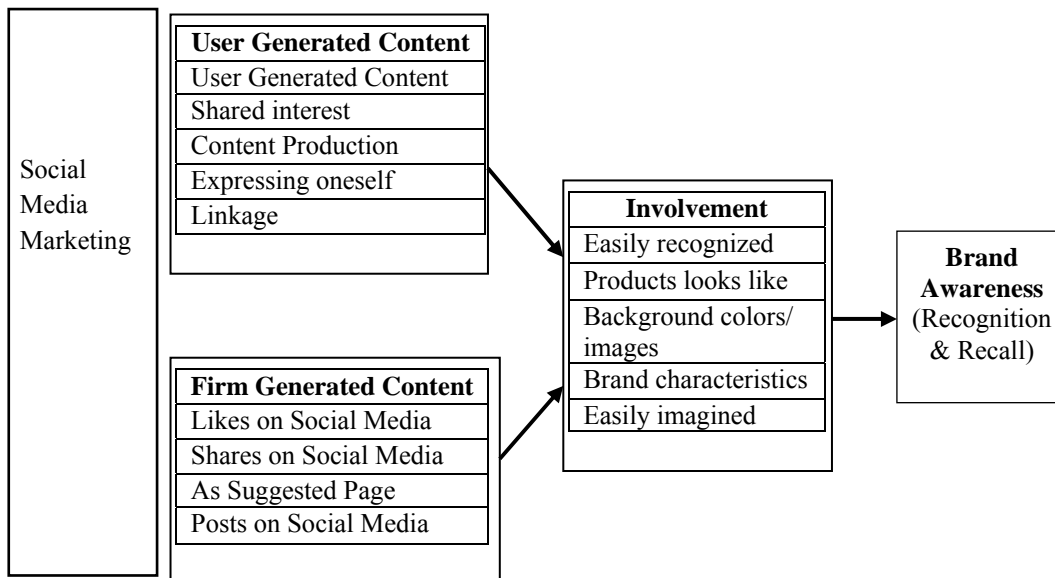 Social
Media
Marketing
User Generated Content
User Generated Content
Shared interest
Content Production
Expressing oneself
Linkage
Firm Generated Content
Likes on Social Media
Shares on Social Media
As Suggested Page
Posts on Social Media
Involvement
Easily recognized
Products looks like
Background colors/
images
Brand characteristics
Easily imagined
Brand
Awareness
(Recognition
& Recall)